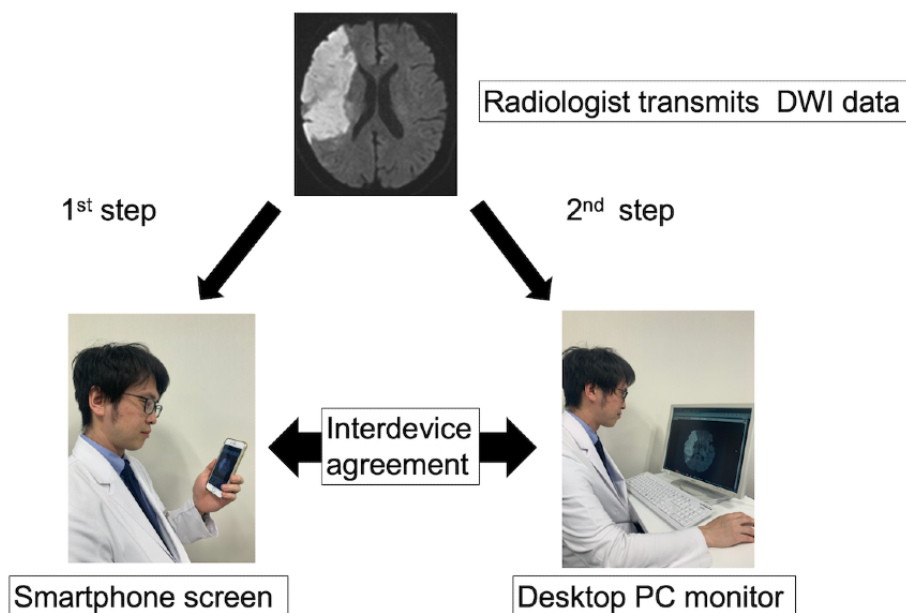 Radiologist transmits DWI data
1st step
2nd step
Interdevice
agreement
Smartphone screen
Desktop PC monitor